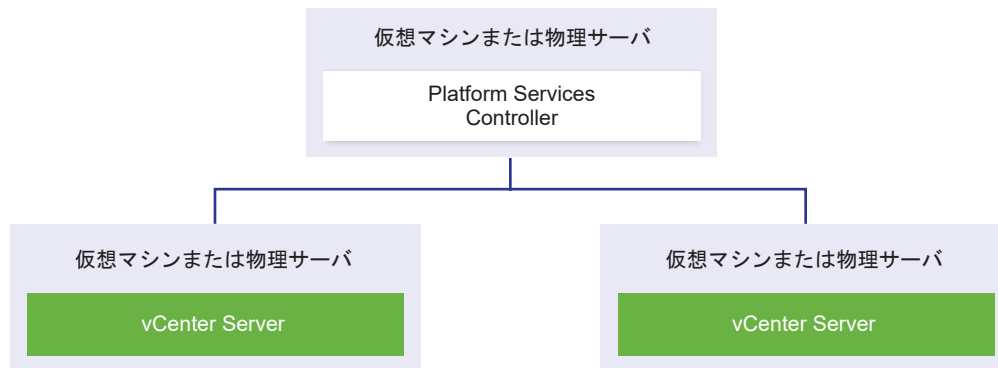 仮想マシンまたは物理サーバ
Platform Services
Controller
仮想マシンまたは物理サーバ
仮想マシンまたは物理サーバ
vCenter Server
vCenter Server